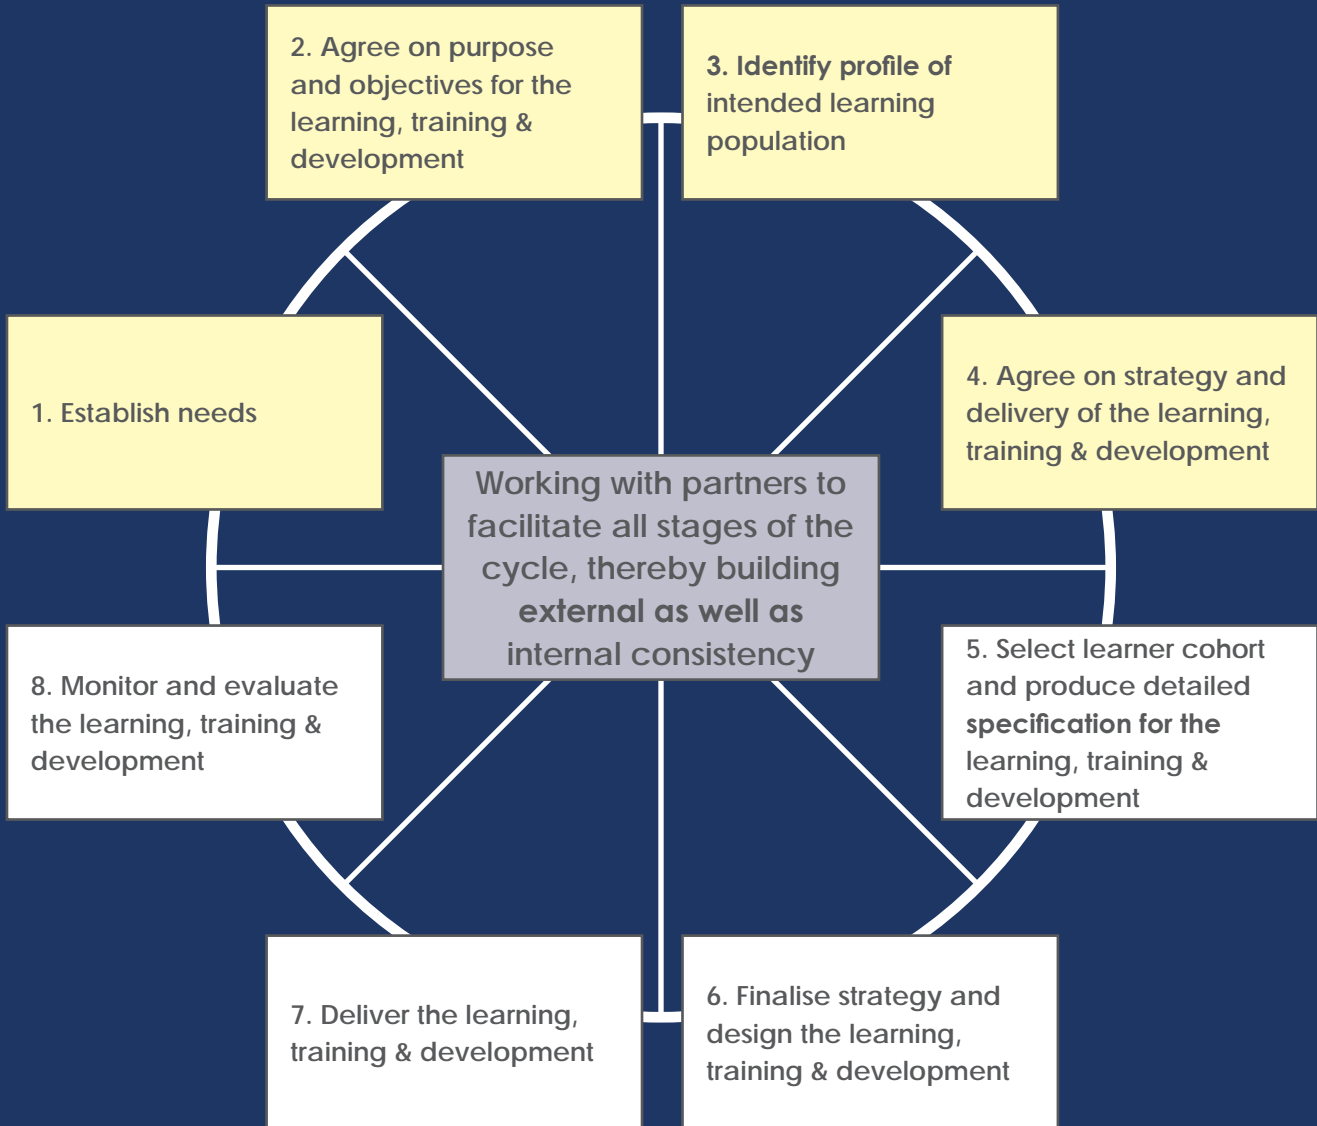 2. Agree on purpose
and objectives for the
learning, training &
development
3. Identify profile of
intended learning
population
1. Establish needs
4. Agree on strategy and
delivery of the learning,
training & development
Working with partners to
facilitate all stages of the
cycle, thereby building
external as well as
internal consistency
8. Monitor and evaluate
the learning, training &
development
5. Select learner cohort
and produce detailed
specification for the
learning, training &
development
7. Deliver the learning,
training & development
6. Finalise strategy and
design the learning,
training & development